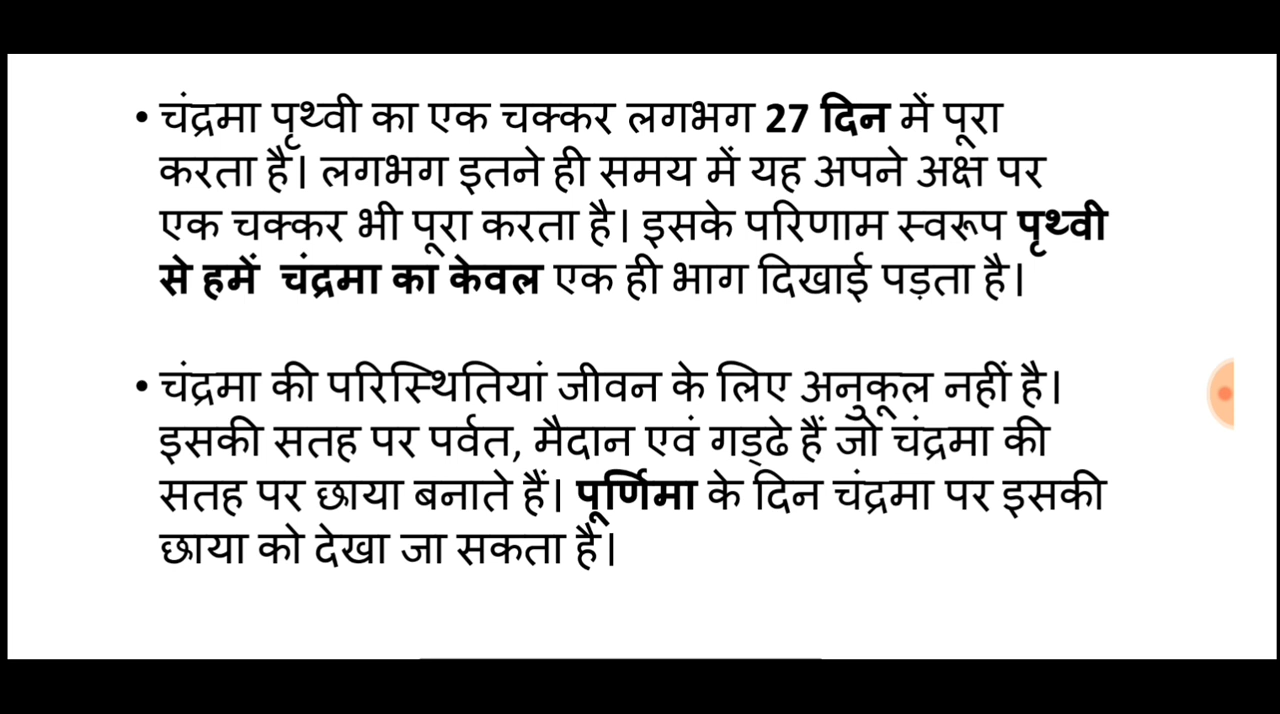 • चंद्रमा पृथ्वी का एक चक्कर लगभग 27 दिन में पूरा
करता है। लगभग इतने ही समय में यह अपने अक्ष पर
एक चक्कर भी पूरा करता है। इसके परिणाम स्वरूप पृथ्वी
से हमें चंद्रमा का केवल एक ही भाग दिखाई पड़ता है।
• चंद्रमा की परिस्थितियां जीवन के लिए अनुकूल नहीं है।
इसकी सतह पर पर्वत, मैदान एवं गड्ढे हैं जो चंद्रमा की
सतह पर छाया बनाते हैं। पूर्णिमा के दिन चंद्रमा पर इसकी
छाया को देखा जा सकता है।